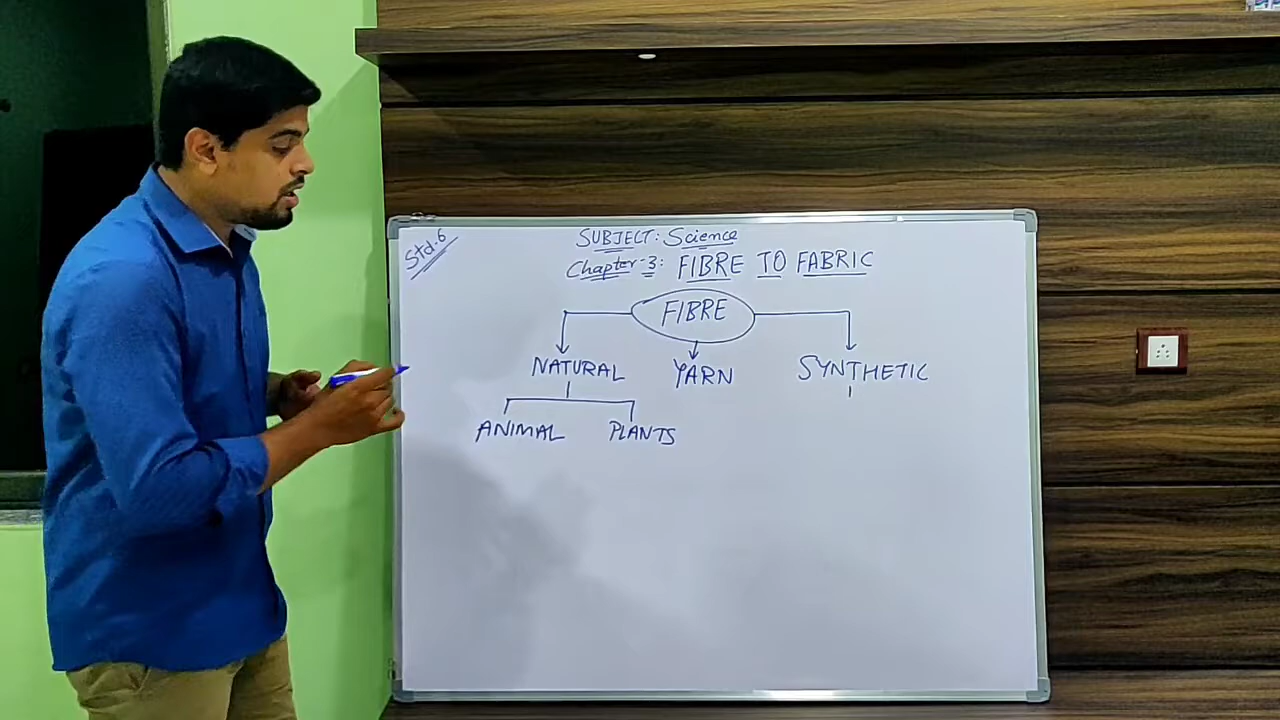 Std.6
SUBJECT: Science
Chapter-3: FIBRE TO FABRIC
FIBRE
NATURAL YARN SYNTHETIC
ANIMAL PLANTS